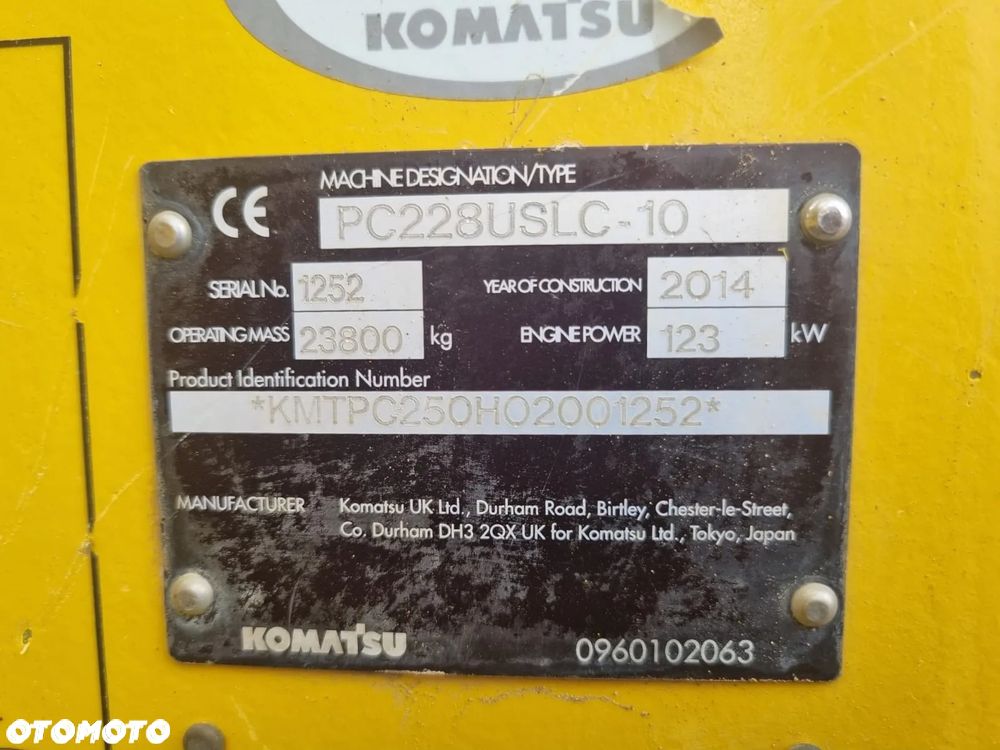 KOMATSU
MACHINE DESIGNATION/TYPE
CE PC228USLC-10
SERIAL No. 1252 YEAR OF CONSTRUCTION 2014
OPERATING MASS 23800 kg ENGINE POWER 123 kW
Product Identification Number
*KMTPC250HO2001252*
MANUFACTURER Komatsu UK Ltd., Durham Road, Birtley, Chester-le-Street,
Co. Durham DH3 2QX UK for Komatsu Ltd., Tokyo, Japan
KOMATSU 0960102063
OTOMOTO